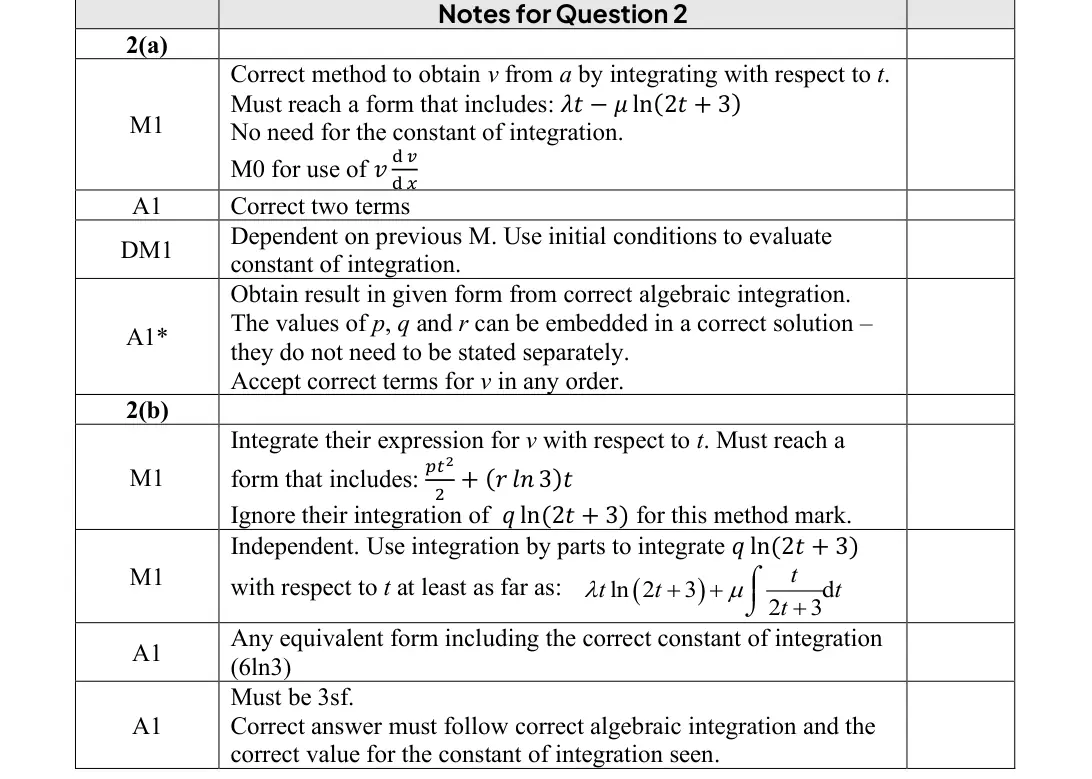 Notes for Question 2
2(a)
M1
Correct method to obtain v from a by integrating with respect to t.
Must reach a form that includes: λt − μ ln(2t + 3)
No need for the constant of integration.
M0 for use of v dv/dx
A1
Correct two terms
DM1
Dependent on previous M. Use initial conditions to evaluate
constant of integration.
A1*
Obtain result in given form from correct algebraic integration.
The values of p, q and r can be embedded in a correct solution –
they do not need to be stated separately.
Accept correct terms for v in any order.
2(b)
M1
Integrate their expression for v with respect to t. Must reach a
form that includes: pt²/2 + (r ln 3)t
Ignore their integration of q ln(2t + 3) for this method mark.
M1
Independent. Use integration by parts to integrate q ln(2t + 3)
with respect to t at least as far as: λt ln(2t + 3) + μ∫ t/(2t + 3) dt
A1
Any equivalent form including the correct constant of integration
(6ln3)
A1
Must be 3sf.
Correct answer must follow correct algebraic integration and the
correct value for the constant of integration seen.